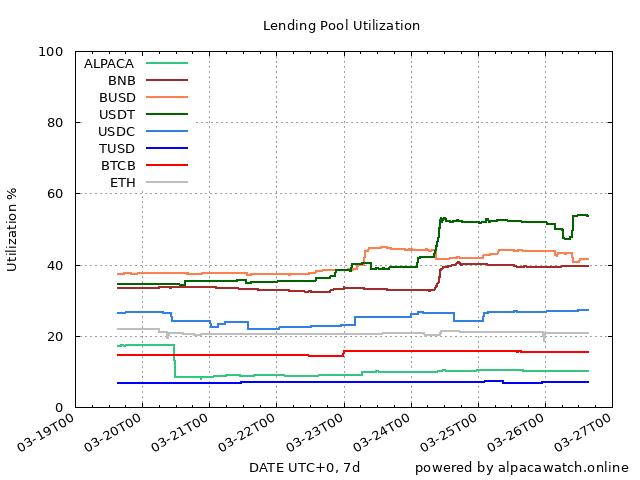 Lending Pool Utilization
Utilization %
100
80
60
40
20
0
ALPACA
BNB
BUSD
USDT
USDC
TUSD
BTCB
ETH
03-19T00
03-20T00
03-21T00
03-22T00
03-23T00
03-24T00
03-25T00
03-26T00
03-27T00
DATE UTC+0, 7d
powered by alpacawatch.online